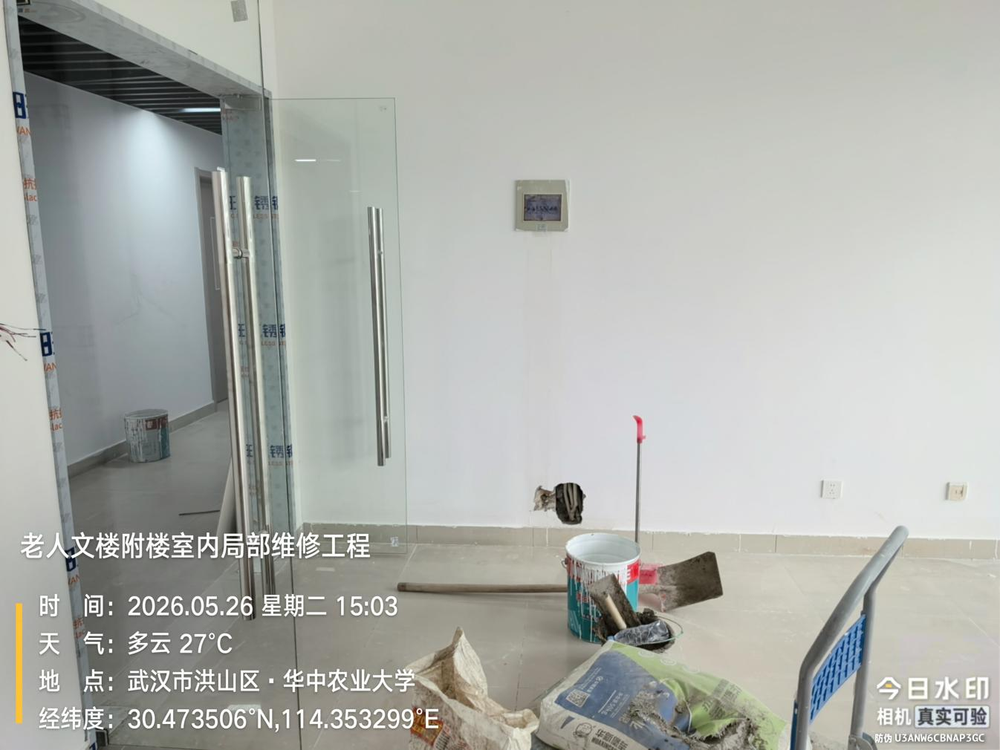 老人文楼附楼室内局部维修工程
时 间：2026.05.26 星期二 15:03
天 气：多云 27°C
地 点：武汉市洪山区·华中农业大学
经纬度：30.473506°N,114.353299°E
今日水印
相机 真实可验
防伪 U3ANW6CBNAP3GC